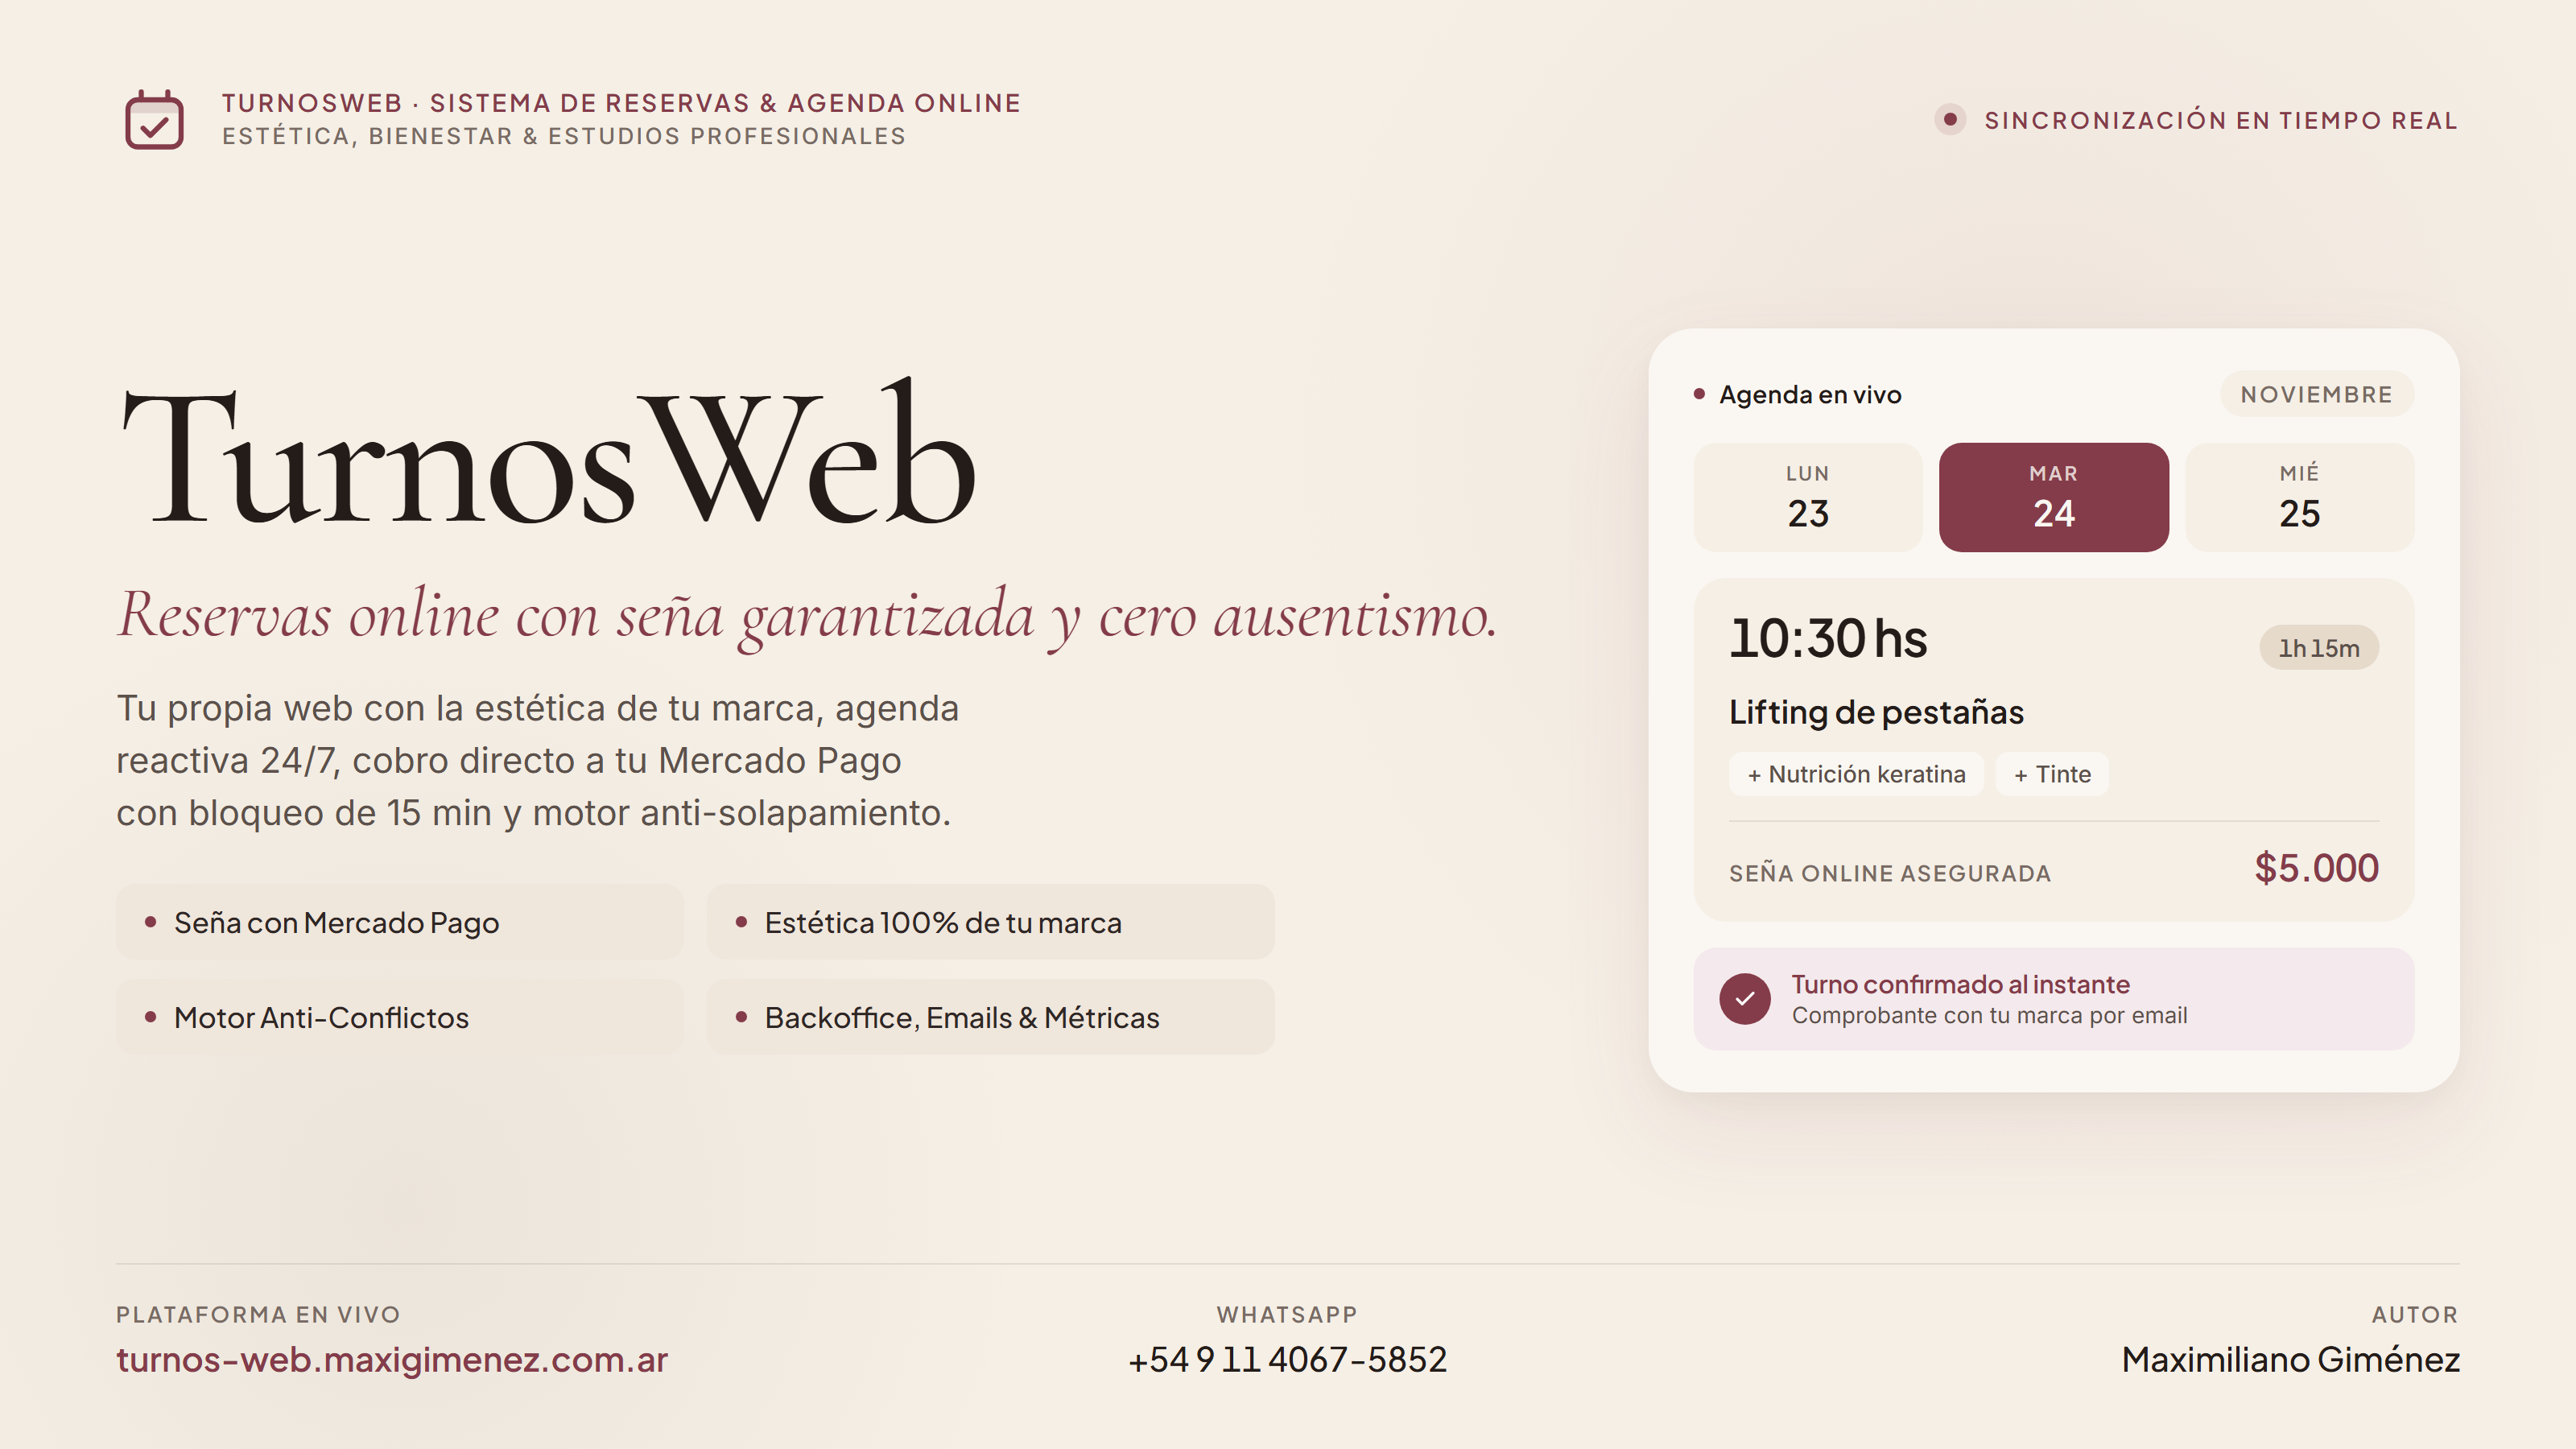 TURNOSWEB · SISTEMA DE RESERVAS & AGENDA ONLINE
ESTÉTICA, BIENESTAR & ESTUDIOS PROFESIONALES
SINCRONIZACIÓN EN TIEMPO REAL
TurnosWeb
Reservas online con seña garantizada y cero ausentismo.
Tu propia web con la estética de tu marca, agenda
reactiva 24/7, cobro directo a tu Mercado Pago
con bloqueo de 15 min y motor anti-solapamiento.
Seña con Mercado Pago
Estética 100% de tu marca
Motor Anti-Conflictos
Backoffice, Emails & Métricas
Agenda en vivo
NOVIEMBRE
LUN
23
MAR
24
MIÉ
25
10:30 hs
1h 15m
Lifting de pestañas
+ Nutrición keratina
+ Tinte
SEÑA ONLINE ASEGURADA
$5.000
Turno confirmado al instante
Comprobante con tu marca por email
PLATAFORMA EN VIVO
turnos-web.maxigimenez.com.ar
WHATSAPP
+54 9 11 4067-5852
AUTOR
Maximiliano Giménez